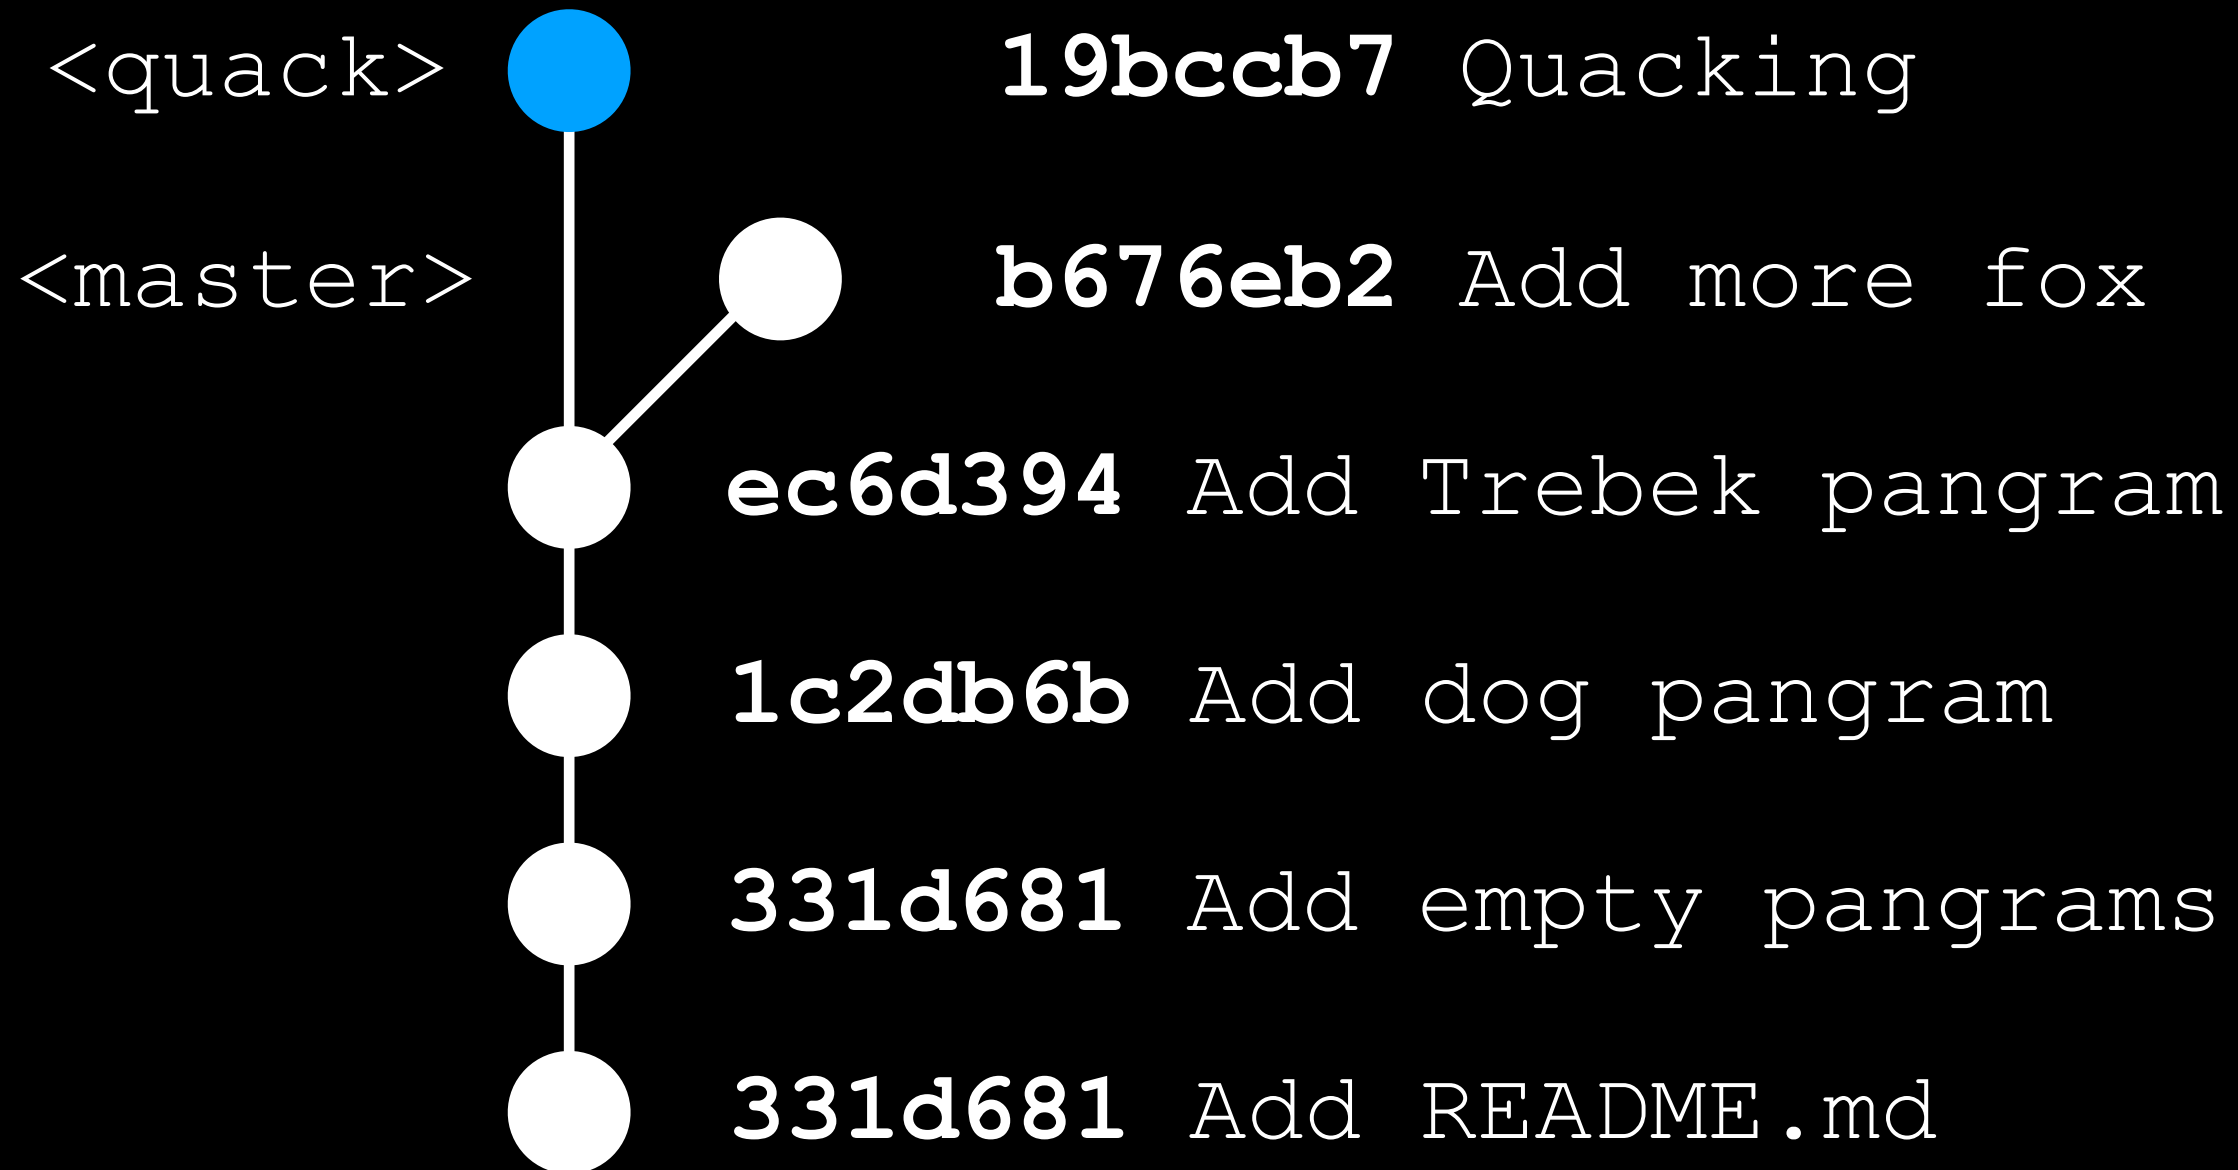 <quack> 19bccb7 Quacking
<master> b676eb2 Add more fox
ec6d394 Add Trebek pangram
1c2db6b Add dog pangram
331d681 Add empty pangrams
331d681 Add README.md